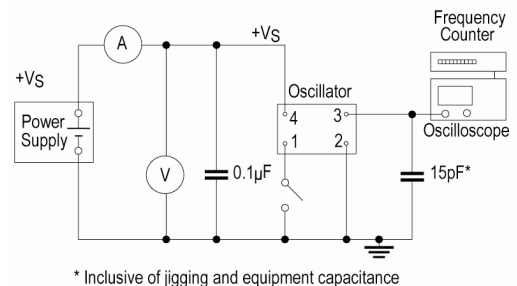 Frequency
Counter
A
+VS
+VS
Oscillator
4
3
Power
Supply
1
2
Oscilloscope
V
0.1µF
15pF*
* Inclusive of jigging and equipment capacitance